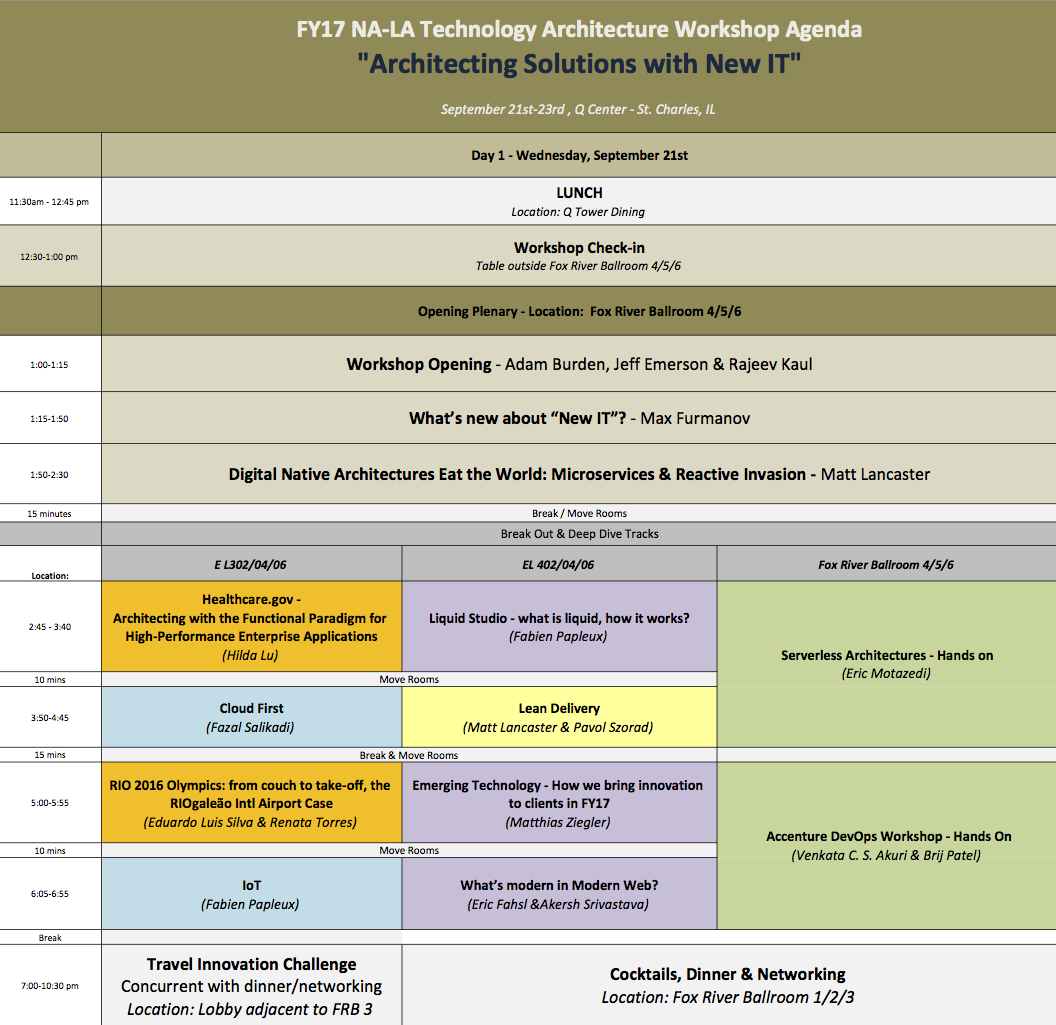 FY17 NA-LA Technology Architecture Workshop Agenda
"Architecting Solutions with New IT"
September 21st-23rd , Q Center - St. Charles, IL
Day 1 - Wednesday, September 21st
11:30am - 12:45 pm
LUNCH
Location: Q Tower Dining
12:30-1:00 pm
Workshop Check-in
Table outside Fox River Ballroom 4/5/6
Opening Plenary - Location: Fox River Ballroom 4/5/6
1:00-1:15
Workshop Opening - Adam Burden, Jeff Emerson & Rajeev Kaul
1:15-1:50
What’s new about “New IT”? - Max Furmanov
1:50-2:30
Digital Native Architectures Eat the World: Microservices & Reactive Invasion - Matt Lancaster
15 minutes
Break / Move Rooms
Break Out & Deep Dive Tracks
Location:
E L302/04/06
EL 402/04/06
Fox River Ballroom 4/5/6
2:45 - 3:40
Healthcare.gov -
Architecting with the Functional Paradigm for
High-Performance Enterprise Applications
(Hilda Lu)
Liquid Studio - what is liquid, how it works?
(Fabien Papleux)
Serverless Architectures - Hands on
(Eric Motazedi)
10 mins
Move Rooms
3:50-4:45
Cloud First
(Fazal Salikadi)
Lean Delivery
(Matt Lancaster & Pavol Szorad)
15 mins
Break & Move Rooms
5:00-5:55
RIO 2016 Olympics: from couch to take-off, the
RIOgaleão Intl Airport Case
(Eduardo Luis Silva & Renata Torres)
Emerging Technology - How we bring innovation
to clients in FY17
(Matthias Ziegler)
Accenture DevOps Workshop - Hands On
(Venkata C. S. Akuri & Brij Patel)
10 mins
Move Rooms
6:05-6:55
IoT
(Fabien Papleux)
What’s modern in Modern Web?
(Eric Fahsl &Akersh Srivastava)
Break
7:00-10:30 pm
Travel Innovation Challenge
Concurrent with dinner/networking
Location: Lobby adjacent to FRB 3
Cocktails, Dinner & Networking
Location: Fox River Ballroom 1/2/3